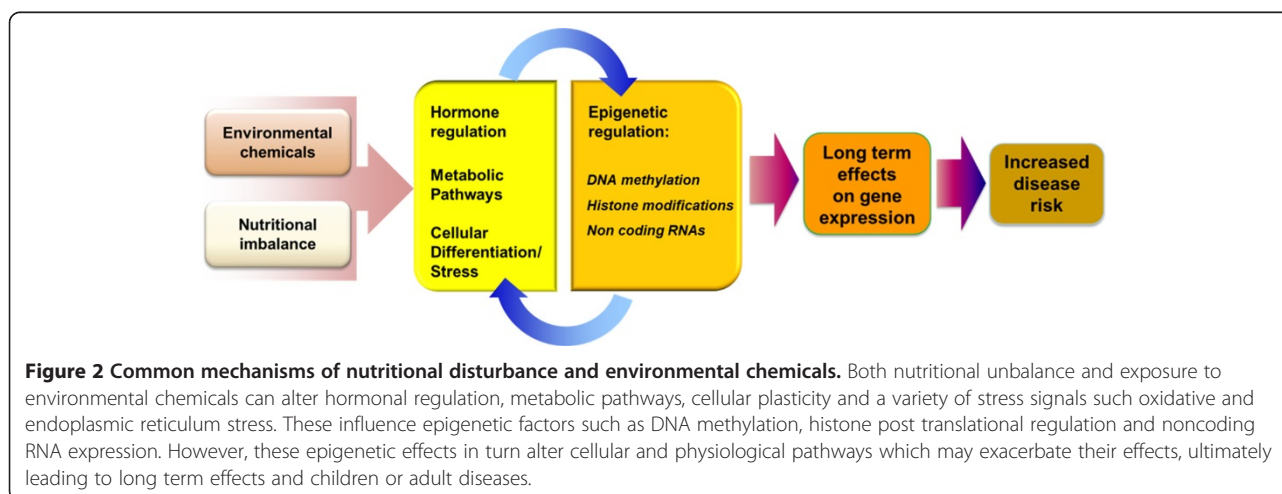 Environmental
chemicals
Nutritional
imbalance
Hormone
regulation
Metabolic
Pathways
Cellular
Differentiation/
Stress
Epigenetic
regulation:
DNA methylation
Histone modifications
Non coding RNAs
Long term
effects
on gene
expression
Increased
disease
risk
Figure 2 Common mechanisms of nutritional disturbance and environmental chemicals. Both nutritional unbalance and exposure to
environmental chemicals can alter hormonal regulation, metabolic pathways, cellular plasticity and a variety of stress signals such oxidative and
endoplasmic reticulum stress. These influence epigenetic factors such as DNA methylation, histone post translational regulation and noncoding
RNA expression. However, these epigenetic effects in turn alter cellular and physiological pathways which may exacerbate their effects, ultimately
leading to long term effects and children or adult diseases.